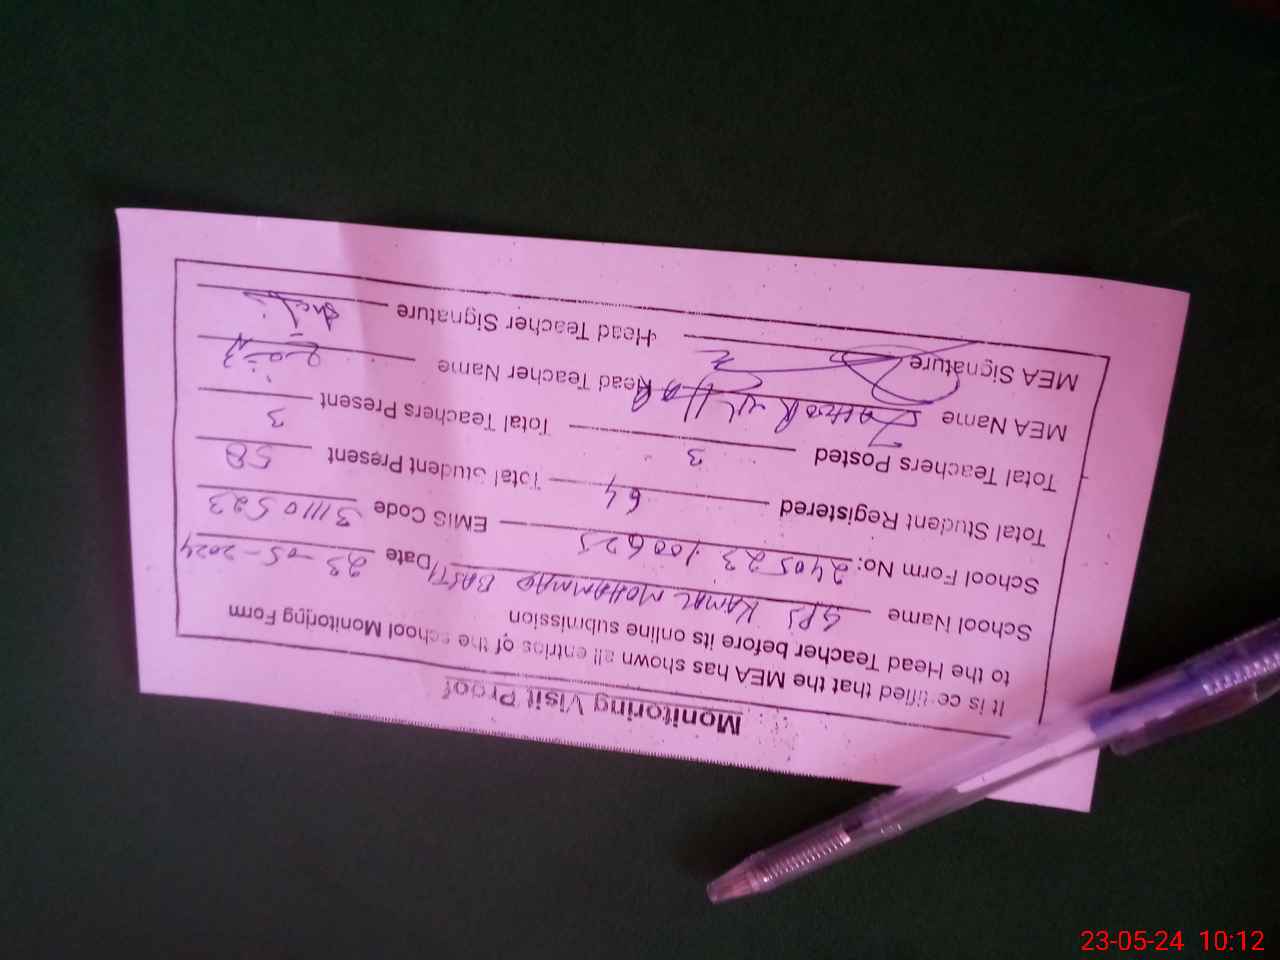 Monitoring Visit Proof
It is certified that the MEA has shown all entries of the school Monitoring Form
to the Head Teacher before its online submission
School Name GPS KAMAL MOHAMMAD BASTI Date 23-05-2024
School Form No: 240523 100625 EMIS Code 31110523
Total Student Registered 64 Total Student Present 58
Total Teachers Posted 3 Total Teachers Present 3
MEA Name Head Teacher Name
MEA Signature Head Teacher Signature
23-05-24 10:12